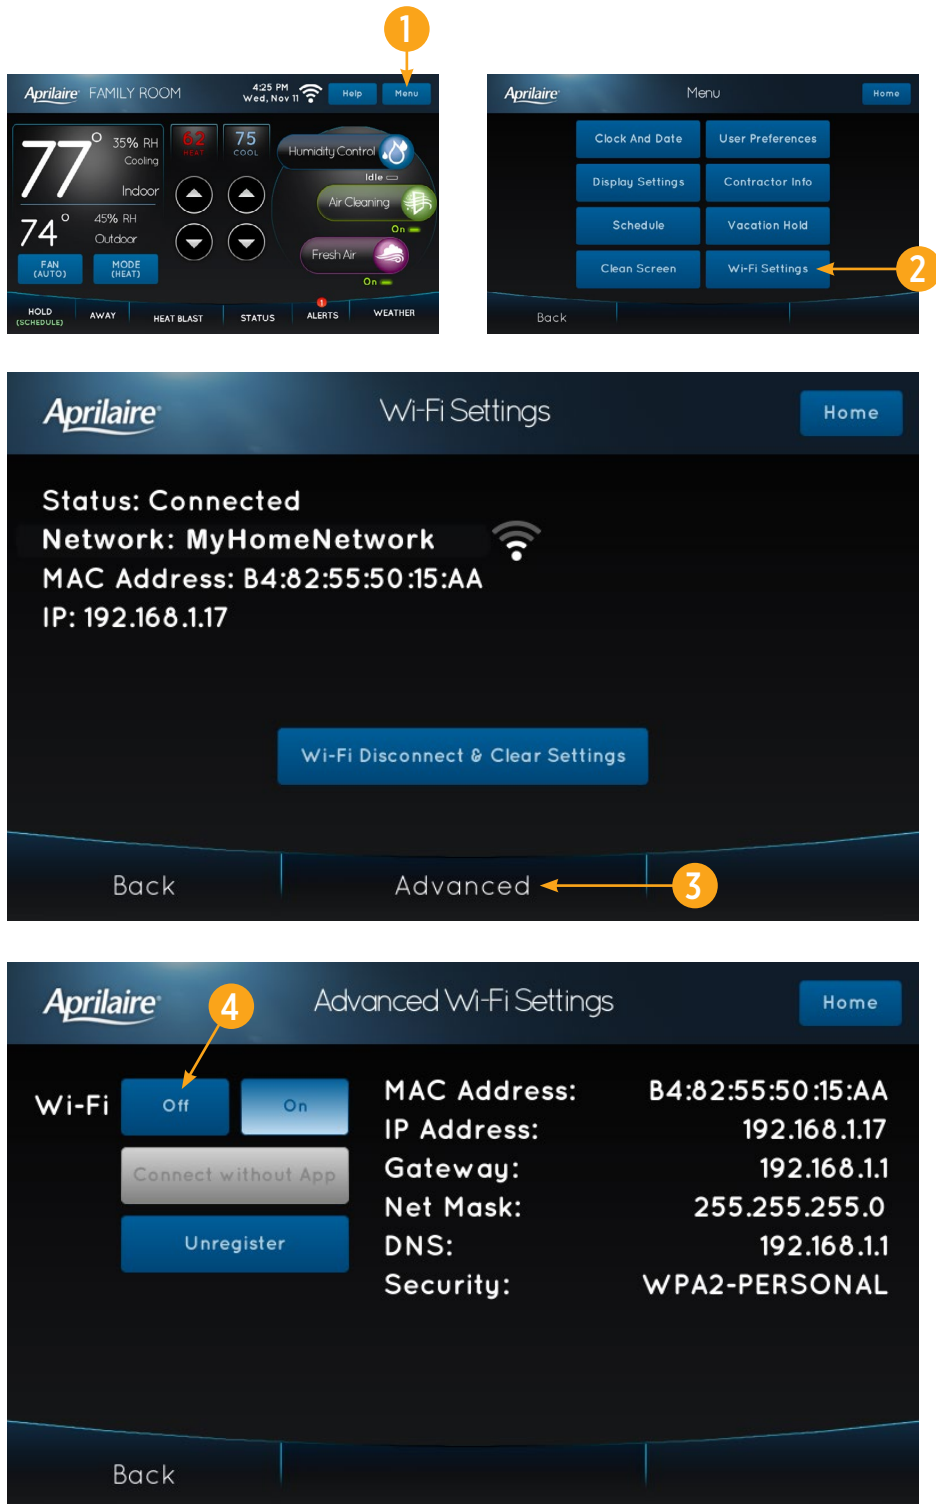 1
Aprilaire FAMILY ROOM 4:25 PM Wed, Nov 11 Help Menu
77° 35% RH Cooling Indoor
62 HEAT 75 COOL
Humidity Control
Idle
Air Cleaning
On
Fresh Air
On
74° 45% RH Outdoor
FAN (AUTO) MODE (HEAT)
HOLD (SCHEDULE) AWAY HEAT BLAST STATUS 1 ALERTS WEATHER
Aprilaire Menu Home
Clock And Date User Preferences
Display Settings Contractor Info
Schedule Vacation Hold
Clean Screen Wi-Fi Settings 2
Back
Aprilaire Wi-Fi Settings Home
Status: Connected
Network: MyHomeNetwork
MAC Address: B4:82:55:50:15:AA
IP: 192.168.1.17
Wi-Fi Disconnect & Clear Settings
Back Advanced 3
Aprilaire 4 Advanced Wi-Fi Settings Home
Wi-Fi Off On
Connect without App
Unregister
MAC Address: B4:82:55:50:15:AA
IP Address: 192.168.1.17
Gateway: 192.168.1.1
Net Mask: 255.255.255.0
DNS: 192.168.1.1
Security: WPA2-PERSONAL
Back